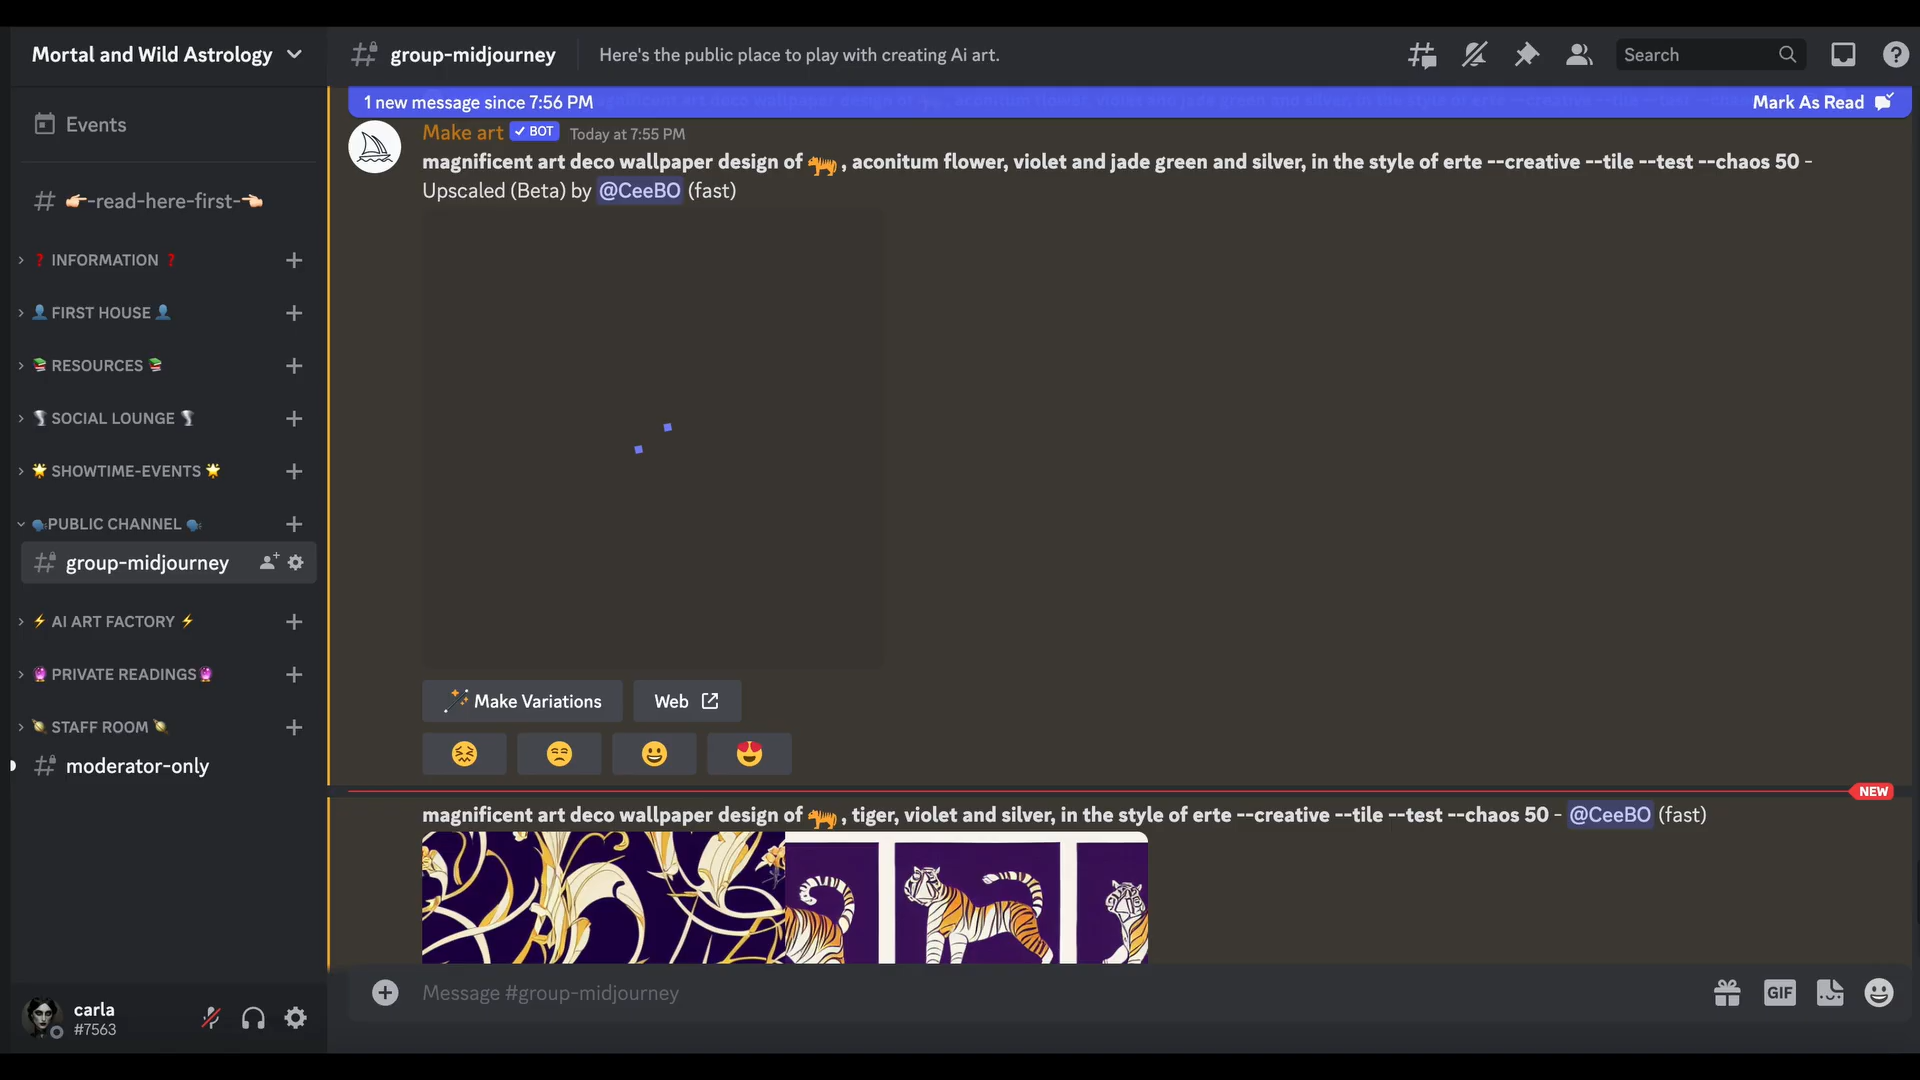 Mortal and Wild Astrology
group-midjourney
Here's the public place to play with creating Ai art.
Search
1 new message since 7:56 PM
Mark As Read
Events
👉🏻-read-here-first-👈🏻
❓ INFORMATION ❓
👤 FIRST HOUSE 👤
📚 RESOURCES 📚
🌪 SOCIAL LOUNGE 🌪
🌟 SHOWTIME-EVENTS 🌟
🗣PUBLIC CHANNEL 🗣
group-midjourney
⚡ AI ART FACTORY ⚡
🔮 PRIVATE READINGS🔮
STAFF ROOM
moderator-only
carla
#7563
Make art ✓ BOT Today at 7:55 PM
magnificent art deco wallpaper design of 🐅 , aconitum flower, violet and jade green and silver, in the style of erte --creative --tile --test --chaos 50 -
Upscaled (Beta) by @CeeBO (fast)
Make Variations
Web
NEW
magnificent art deco wallpaper design of 🐅 , tiger, violet and silver, in the style of erte --creative --tile --test --chaos 50 - @CeeBO (fast)
Message #group-midjourney
GIF